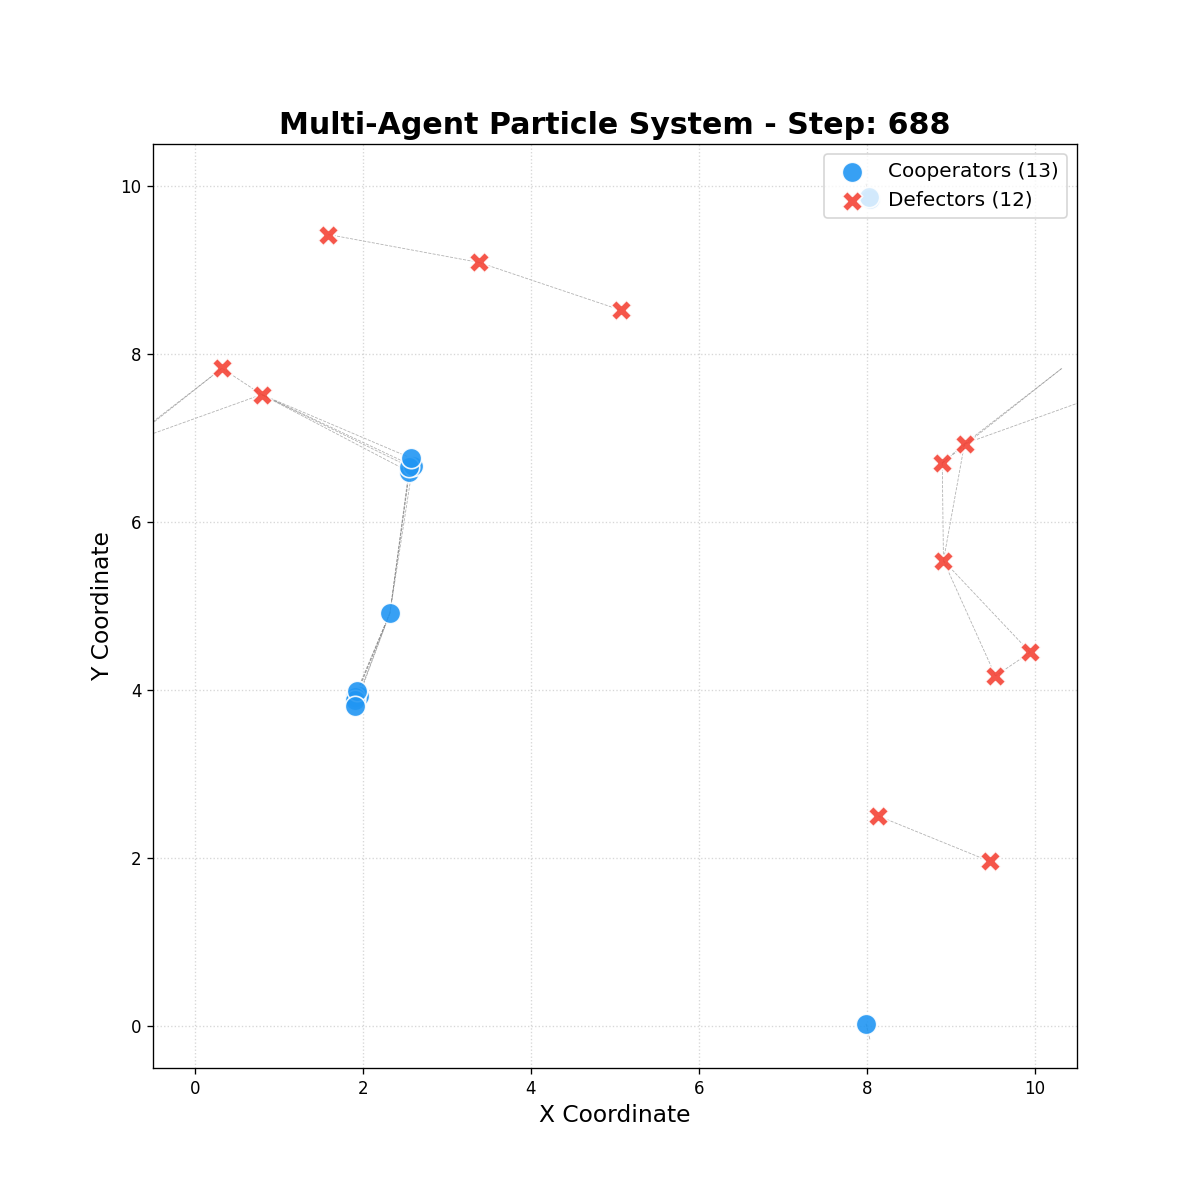 Multi-Agent Particle System - Step: 688
Cooperators (13)
Defectors (12)
10
8
6
4
2
0
Y Coordinate
0 2 4 6 8 10
X Coordinate